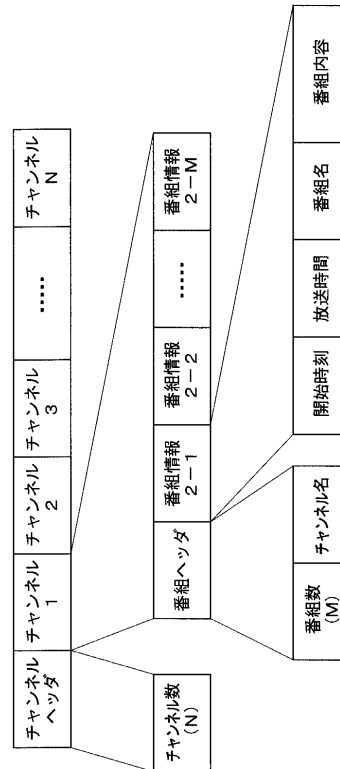 チャンネル
ヘッダ
チャンネル
1
チャンネル
2
チャンネル
3
.....
チャンネル
N
チャンネル数
(N)
番組ヘッダ
番組情報
2-1
番組情報
2-2
.....
番組情報
2-M
番組数
(M)
チャンネル名
開始時刻
放送時間
番組名
番組内容